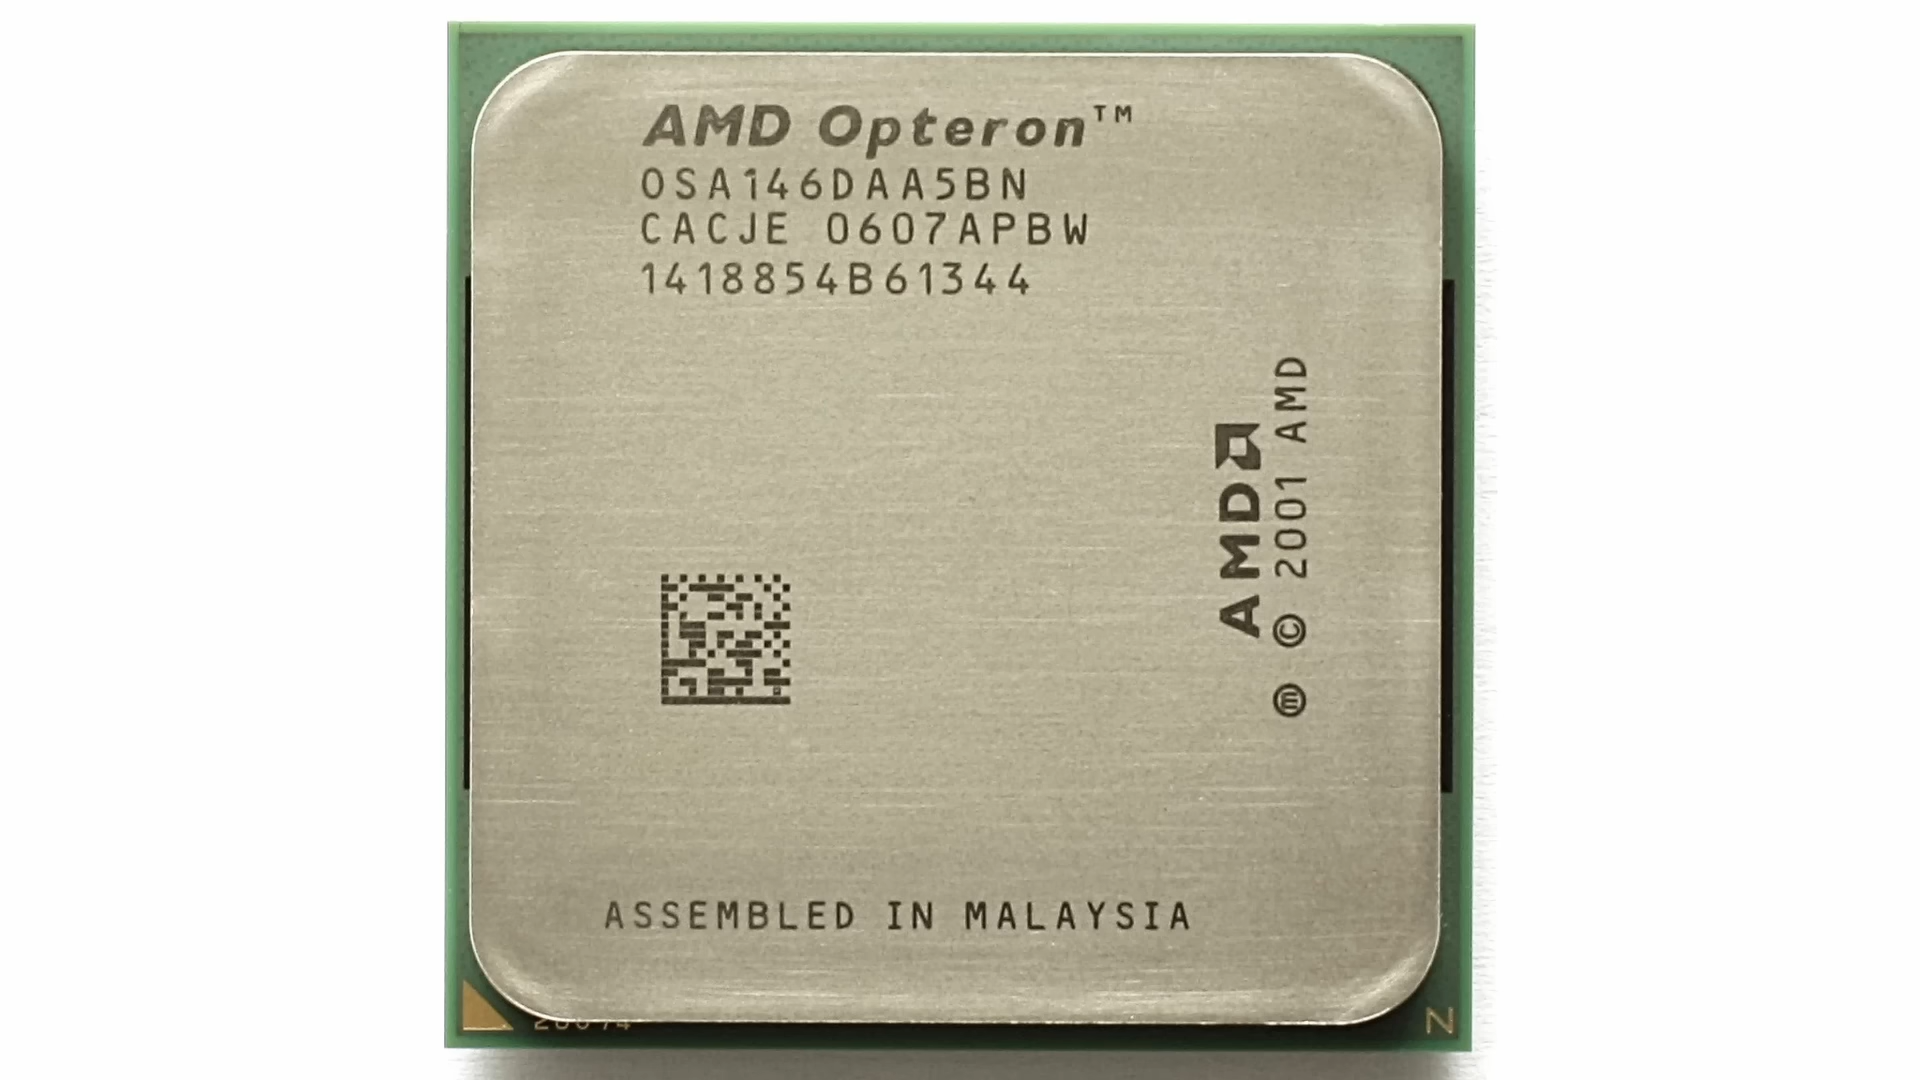 AMD Opteron™
OSA146DAA5BN
CACJE 0607APBW
1418854B61344
AMD
ⓜ © 2001 AMD
ASSEMBLED IN MALAYSIA
N